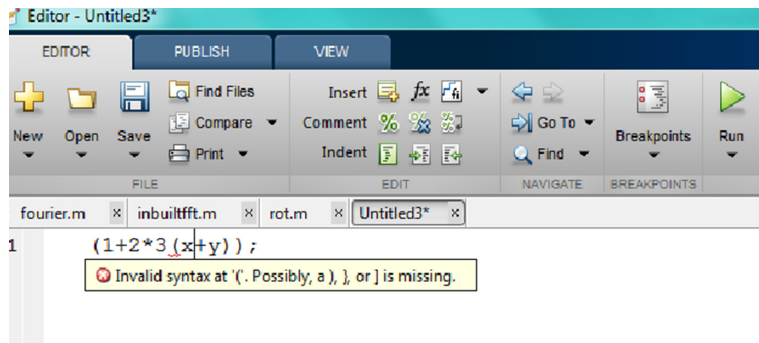 Editor - Untitled3*
EDITOR PUBLISH VIEW
Find Files Insert fx fi
New Open Save Compare Comment % % % Go To Breakpoints Run
Print Indent Find
FILE EDIT NAVIGATE BREAKPOINTS
fourier.m × inbuiltfft.m × rot.m × Untitled3* ×
1 (1+2*3(x+y));
Invalid syntax at '('. Possibly, a ), }, or ] is missing.